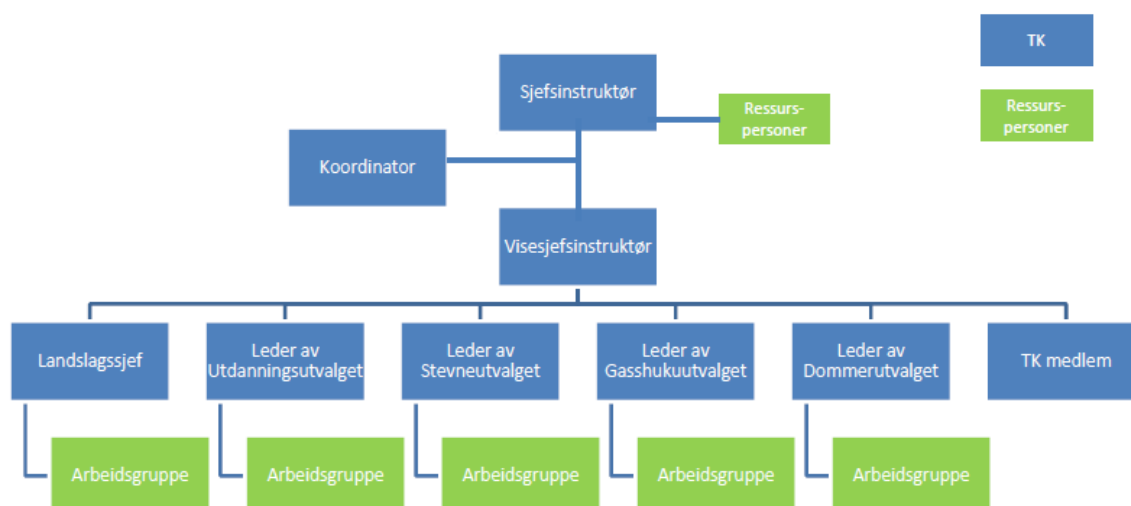 TK
Sjefsinstruktør
Ressurs-
personer
Ressurs-
personer
Koordinator
Visesjefsinstruktør
Landslagssjef
Leder av
Utdanningsutvalget
Leder av
Stevneutvalget
Leder av
Gasshukuutvalget
Leder av
Dommerutvalget
TK medlem
Arbeidsgruppe
Arbeidsgruppe
Arbeidsgruppe
Arbeidsgruppe
Arbeidsgruppe